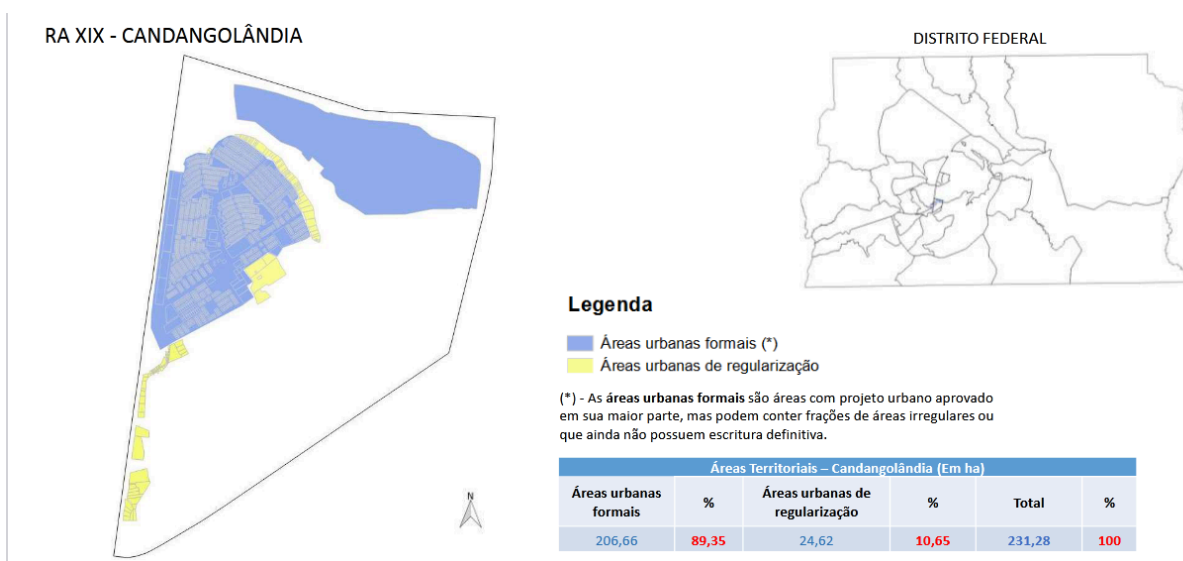 RA XIX - CANDANGOLÂNDIA
DISTRITO FEDERAL
Legenda
Áreas urbanas formais (*)
Áreas urbanas de regularização
(*) - As áreas urbanas formais são áreas com projeto urbano aprovado
em sua maior parte, mas podem conter frações de áreas irregulares ou
que ainda não possuem escritura definitiva.
N
Áreas Territoriais – Candangolândia (Em ha)
Áreas urbanas formais % Áreas urbanas de regularização % Total %
206,66 89,35 24,62 10,65 231,28 100